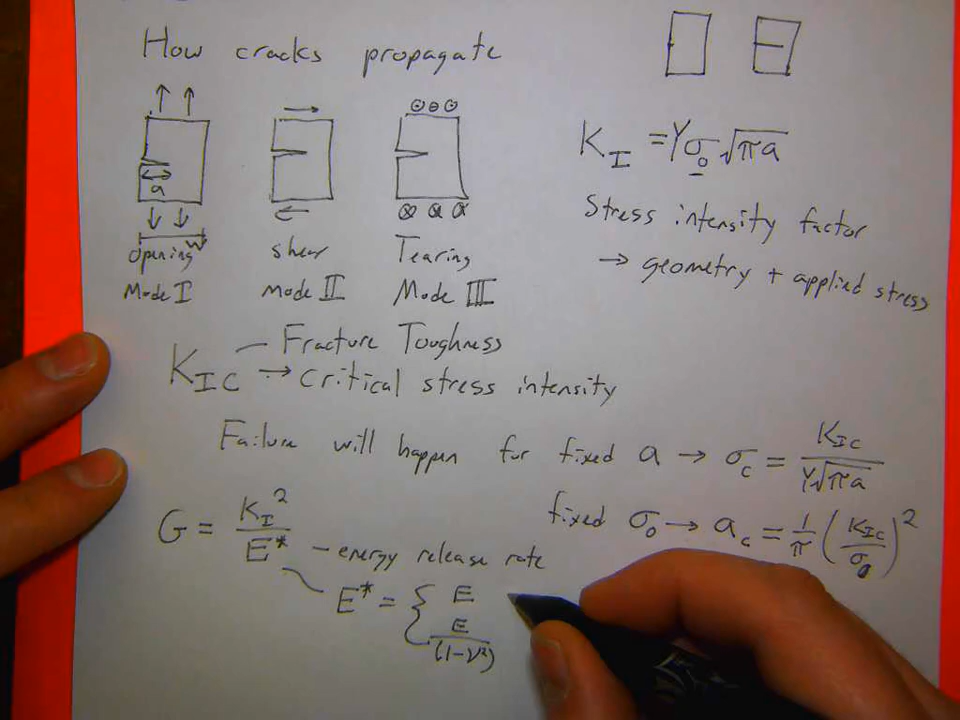 How cracks propagate
K_I = Yσ_o√πa
Stress intensity factor
→ geometry + applied stress
a
w
opening
Mode I
shear
Mode II
Tearing
Mode III
K_IC — Fracture Toughness
→ critical stress intensity
Failure will happen for fixed a → σ_c = K_IC / Y√πa
fixed σ_o → a_c = 1/π (K_IC/σ_o)²
G = K_I²/E* – energy release rate
E* = { E
E/(1-ν²)